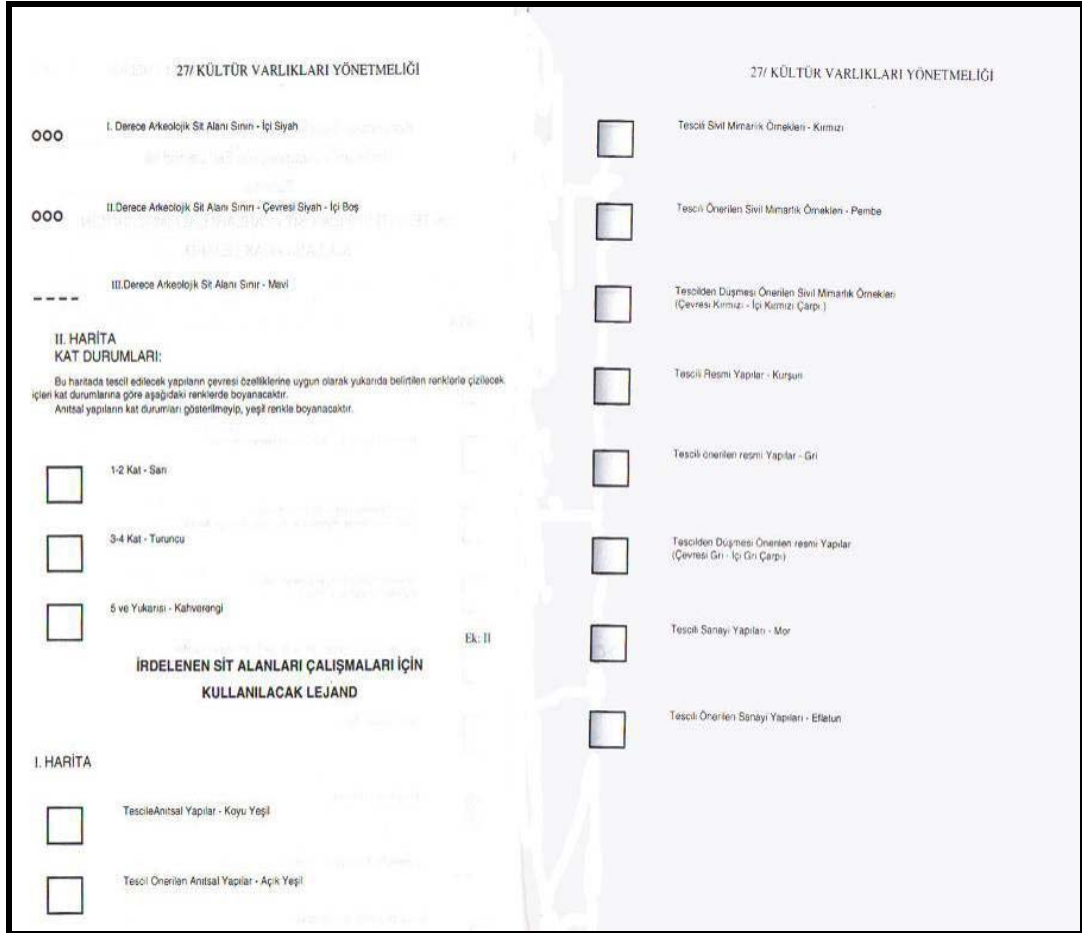 27/ KÜLTÜR VARLIKLARI YÖNETMELİĞİ
ooo
I. Derece Arkeolojik Sit Alanı Sınırı - İçi Siyah
ooo
II.Derece Arkeolojik Sit Alanı Sınırı - Çevresi Siyah - İçi Boş
III.Derece Arkeolojik Sit Alanı Sınır - Mavi
II. HARİTA
KAT DURUMLARI:
Bu haritada tescil edilecek yapıların çevresi özelliklerine uygun olarak yukarıda belirtilen renklerle çizilecek,
içleri kat durumlarına göre aşağıdaki renklerde boyanacaktır.
Anıtsal yapıların kat durumları gösterilmeyip, yeşil renkle boyanacaktır.
1-2 Kat - Sarı
3-4 Kat - Turuncu
5 ve Yukarısı - Kahverengi
Ek: II
İRDELENEN SİT ALANLARI ÇALIŞMALARI İÇİN
KULLANILACAK LEJAND
I. HARİTA
TescileAnıtsal Yapılar - Koyu Yeşil
Tescil Önerilen Anıtsal Yapılar - Açık Yeşil
27/ KÜLTÜR VARLIKLARI YÖNETMELİĞİ
Tescili Sivil Mimarlık Örnekleri - Kırmızı
Tescili Önerilen Sivil Mimarlık Örnekleri - Pembe
Tescilden Düşmesi Önerilen Sivil Mimarlık Örnekleri
(Çevresi Kırmızı - İçi Kırmızı Çarpı )
Tescili Resmi Yapılar - Kurşun
Tescili önerilen resmi Yapılar - Gri
Tescilden Düşmesi Önerilen resmi Yapılar
(Çevresi Gri - İçi Gri Çarpı)
Tescili Sanayi Yapıları - Mor
Tescili Önerilen Sanayi Yapıları - Eflatun